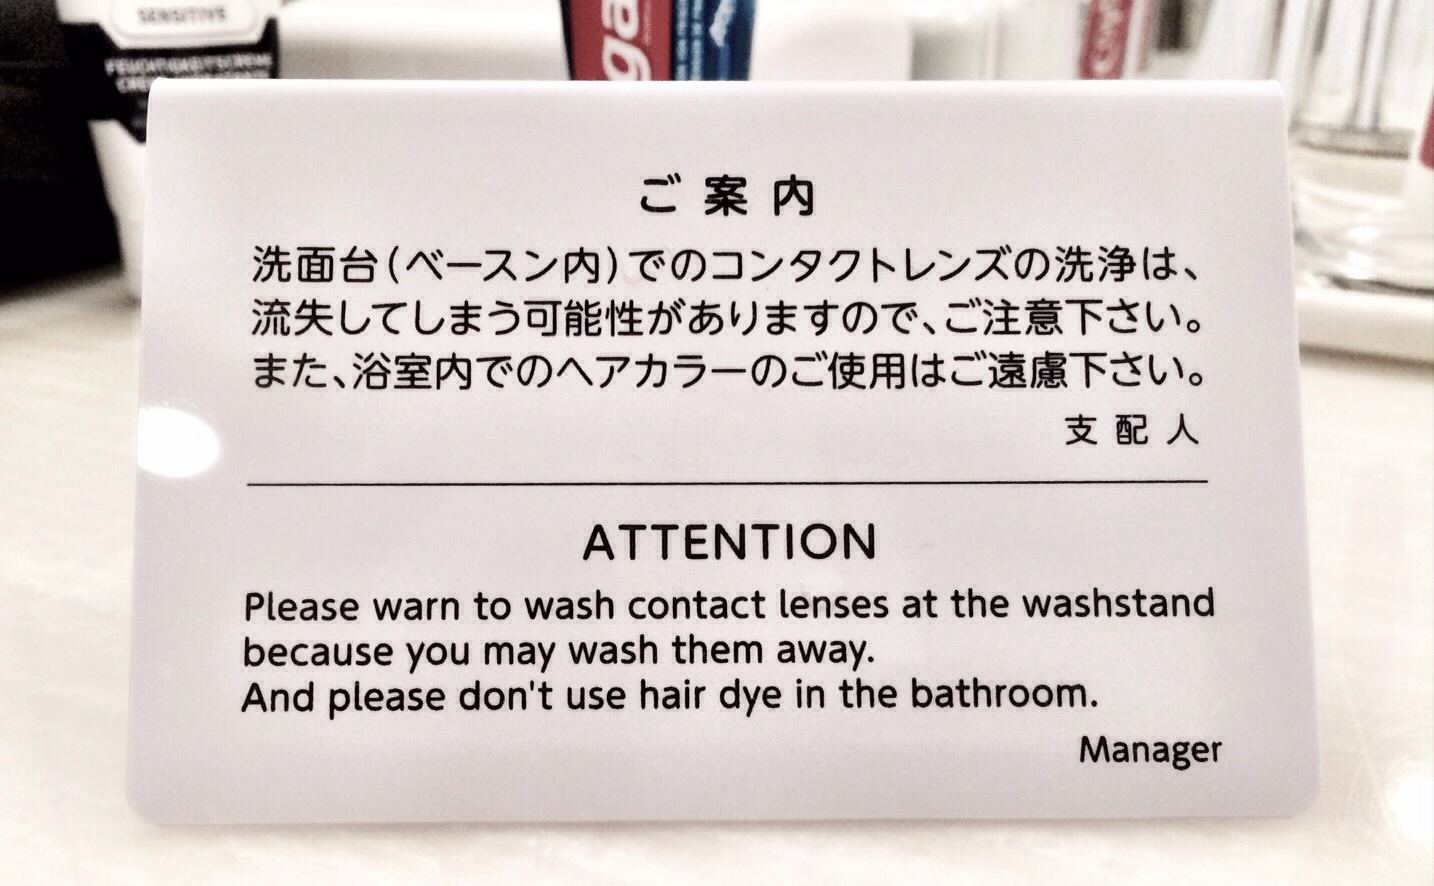 SENSITIVE
FEUCHTIGKEITSCREME
ご案内
洗面台(ベースン内)でのコンタクトレンズの洗浄は、
流失してしまう可能性がありますので、ご注意下さい。
また、浴室内でのヘアカラーのご使用はご遠慮下さい。
支配人
ATTENTION
Please warn to wash contact lenses at the washstand
because you may wash them away.
And please don't use hair dye in the bathroom.
Manager